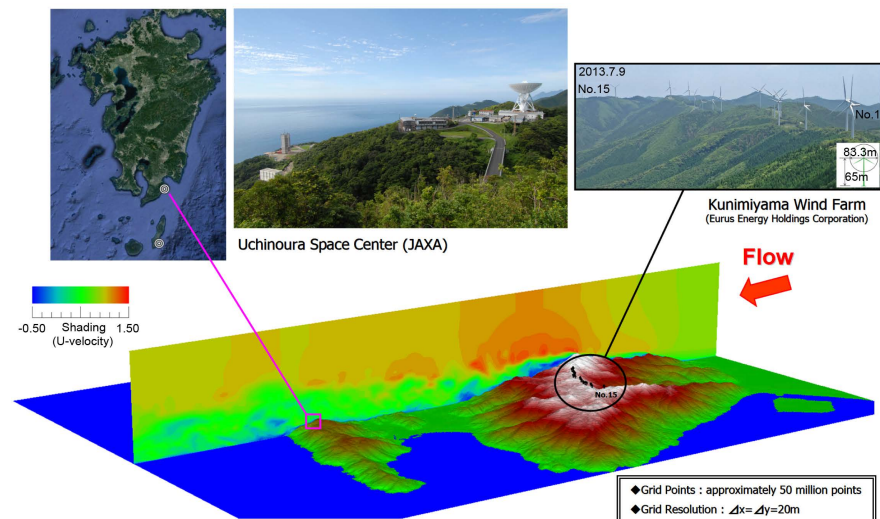 2013.7.9
No.15
No.1
83.3m
65m
Kunimiyama Wind Farm
(Eurus Energy Holdings Corporation)
Uchinoura Space Center (JAXA)
Flow
-0.50 Shading 1.50
(U-velocity)
No.15
◆Grid Points : approximately 50 million points
◆Grid Resolution : ⊿x=⊿y=20m